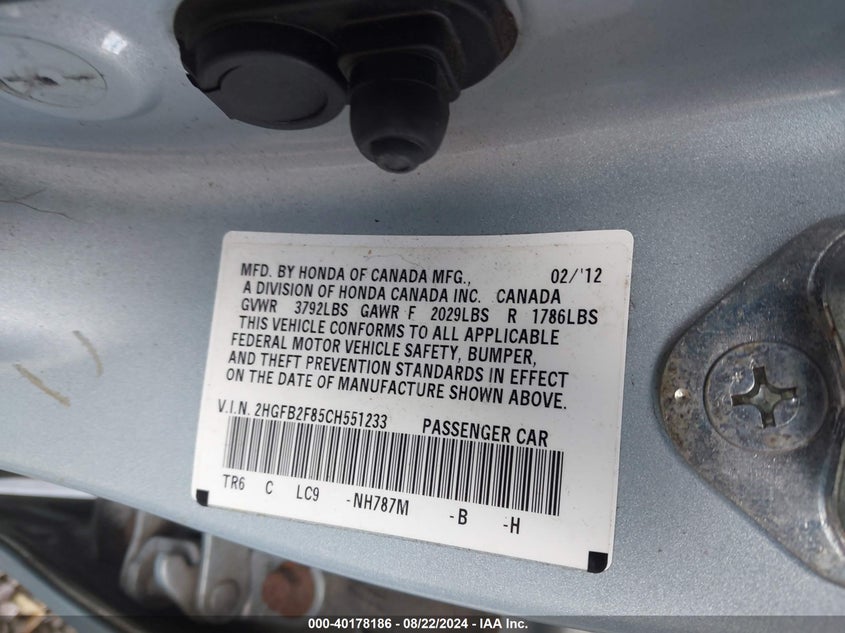 MFD. BY HONDA OF CANADA MFG., 02/'12
A DIVISION OF HONDA CANADA INC. CANADA
GVWR 3792LBS GAWR F 2029LBS R 1786LBS
THIS VEHICLE CONFORMS TO ALL APPLICABLE
FEDERAL MOTOR VEHICLE SAFETY, BUMPER,
AND THEFT PREVENTION STANDARDS IN EFFECT
ON THE DATE OF MANUFACTURE SHOWN ABOVE.
V.I.N. 2HGFB2F85CH551233 PASSENGER CAR
TR6 C LC9 -NH787M -B -H
000-40178186 - 08/22/2024 - IAA Inc.